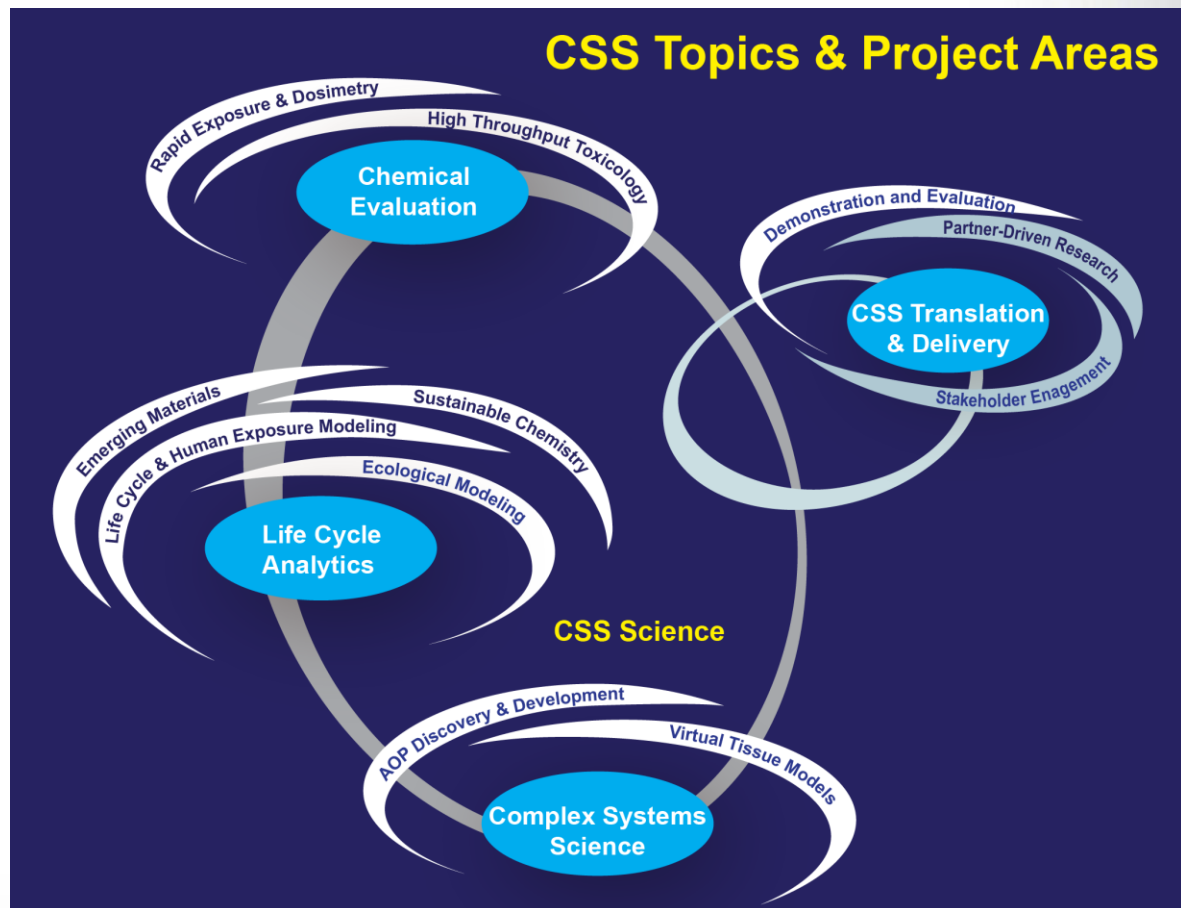 CSS Topics & Project Areas
Rapid Exposure & Dosimetry
High Throughput Toxicology
Chemical
Evaluation
Demonstration and Evaluation
Partner-Driven Research
CSS Translation
& Delivery
Stakeholder Enagement
Emerging Materials
Sustainable Chemistry
Life Cycle & Human Exposure Modeling
Ecological Modeling
Life Cycle
Analytics
CSS Science
AOP Discovery & Development
Virtual Tissue Models
Complex Systems
Science